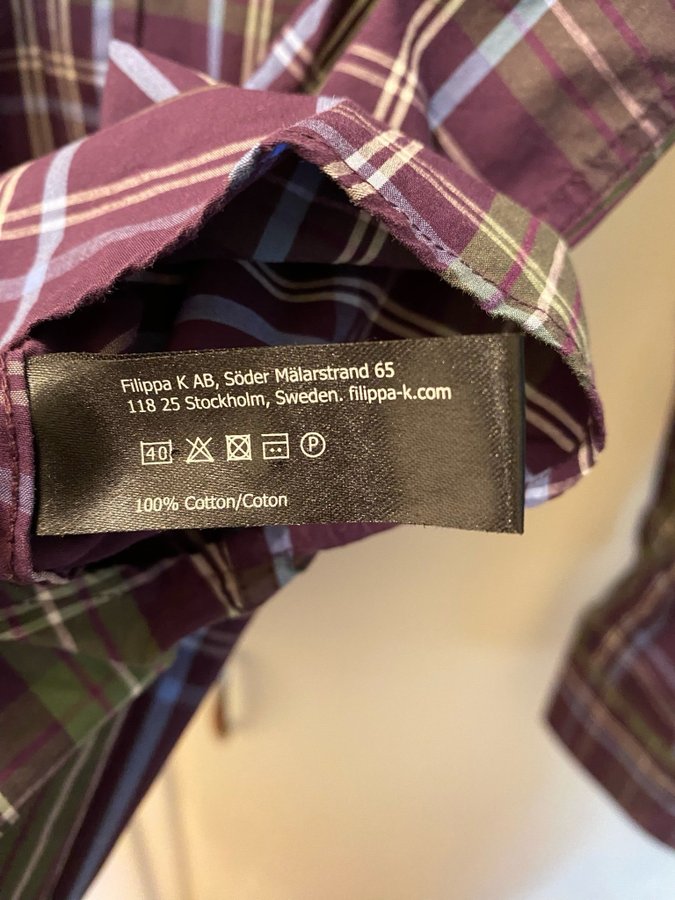 Filippa K AB, Söder Mälarstrand 65
118 25 Stockholm, Sweden. filippa-k.com
40 P
100% Cotton/Coton